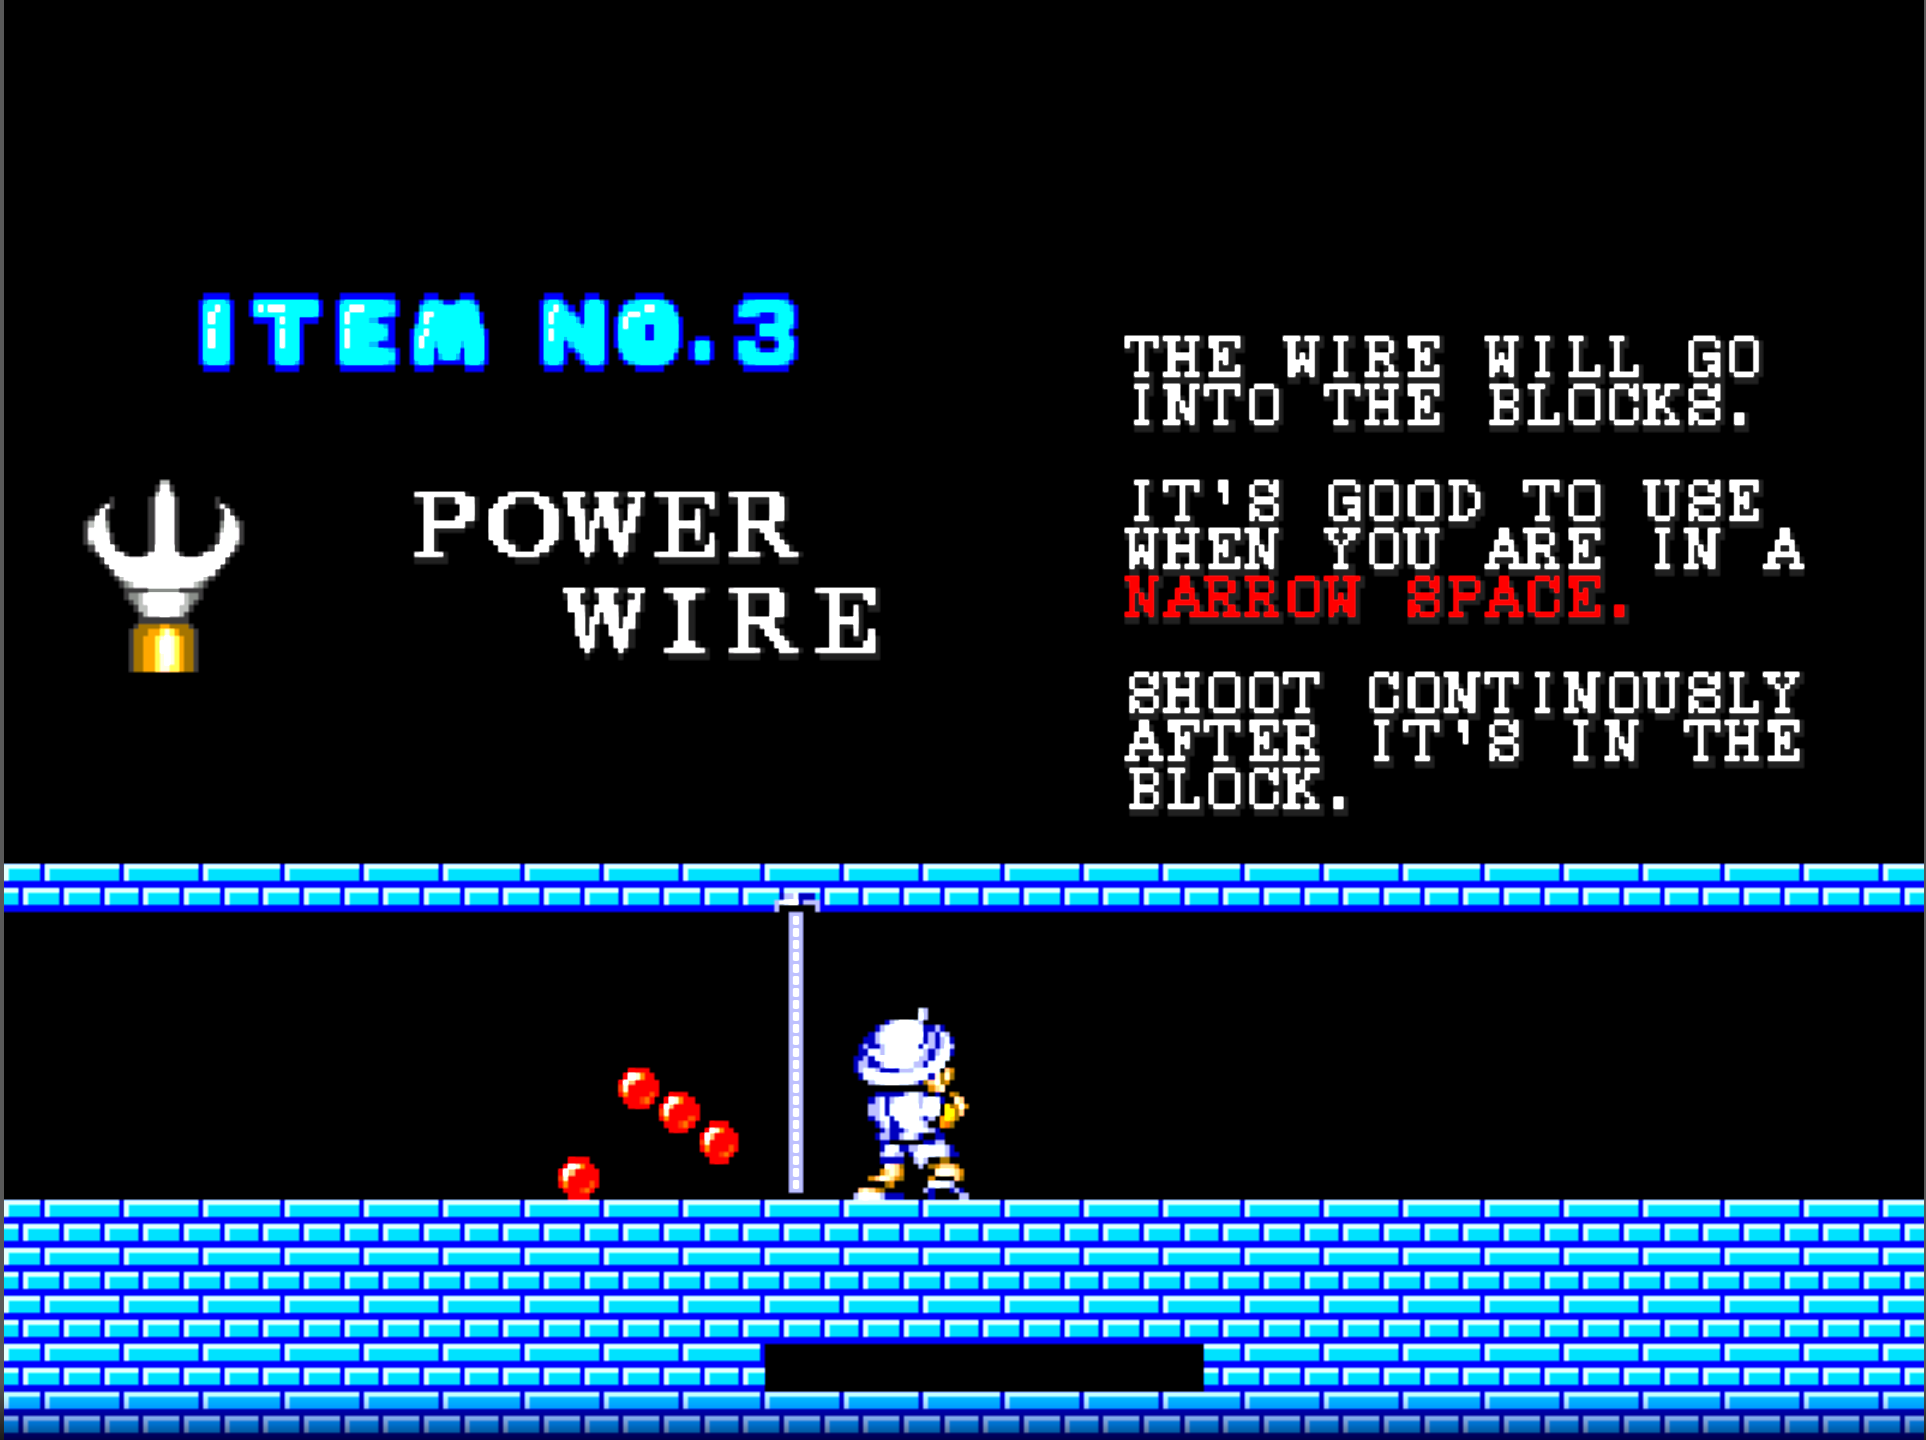 ITEM NO.3
POWER
WIRE
THE WIRE WILL GO
INTO THE BLOCKS.
IT'S GOOD TO USE
WHEN YOU ARE IN A
NARROW SPACE.
SHOOT CONTINOUSLY
AFTER IT'S IN THE
BLOCK.